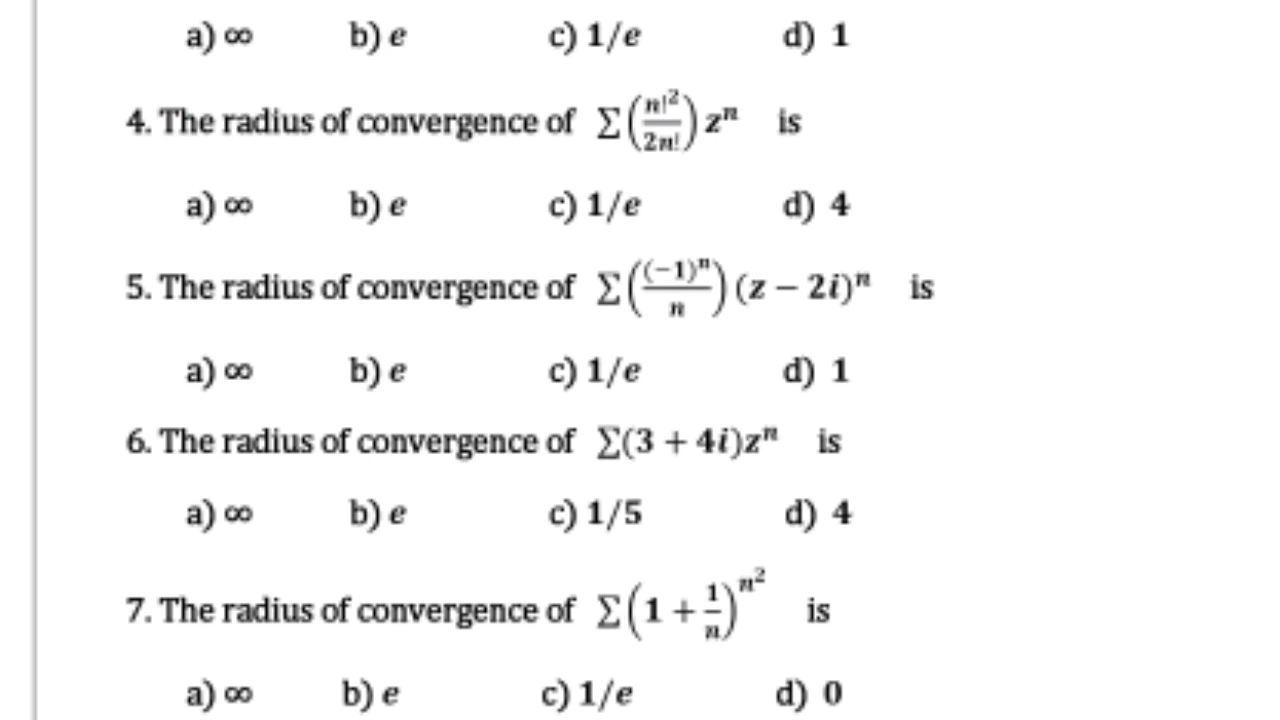 a) ∞ b) e c) 1/e d) 1
4. The radius of convergence of ∑(n!²/2n!) zⁿ is
a) ∞ b) e c) 1/e d) 4
5. The radius of convergence of ∑((−1)ⁿ/n) (z − 2i)ⁿ is
a) ∞ b) e c) 1/e d) 1
6. The radius of convergence of ∑(3 + 4i)zⁿ is
a) ∞ b) e c) 1/5 d) 4
7. The radius of convergence of ∑(1 + 1/n)^n² is
a) ∞ b) e c) 1/e d) 0